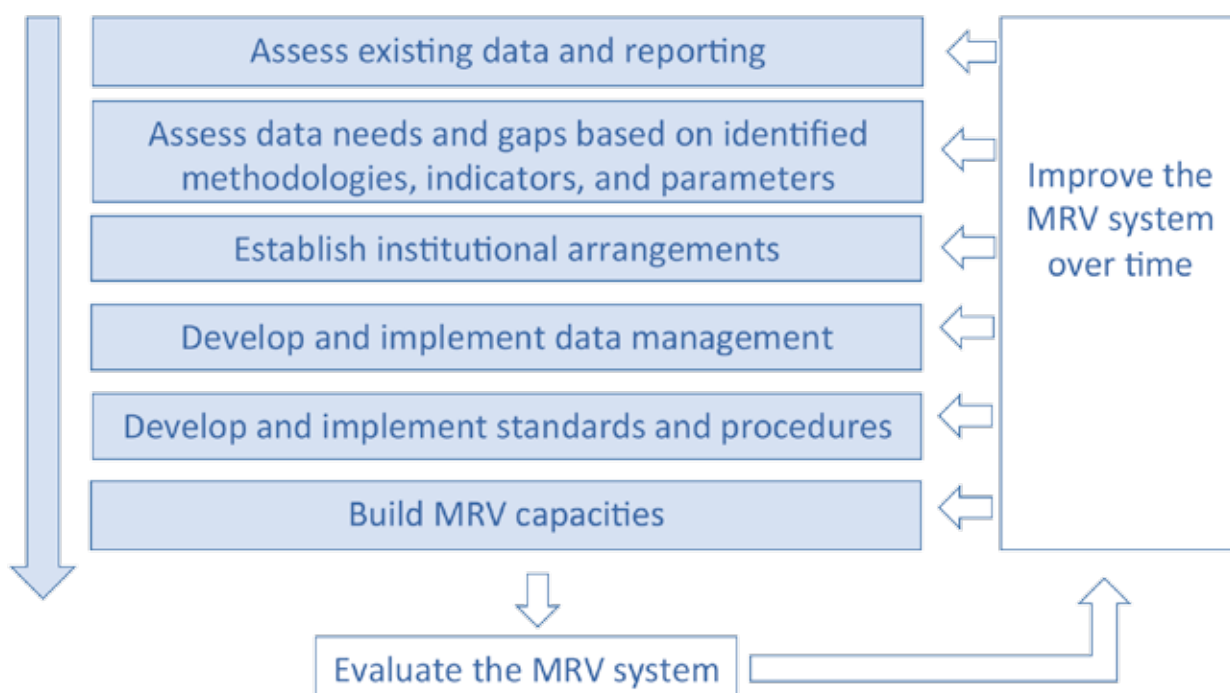 Assess existing data and reporting
Assess data needs and gaps based on identified
methodologies, indicators, and parameters
Establish institutional arrangements
Develop and implement data management
Develop and implement standards and procedures
Build MRV capacities
Improve the
MRV system
over time
Evaluate the MRV system